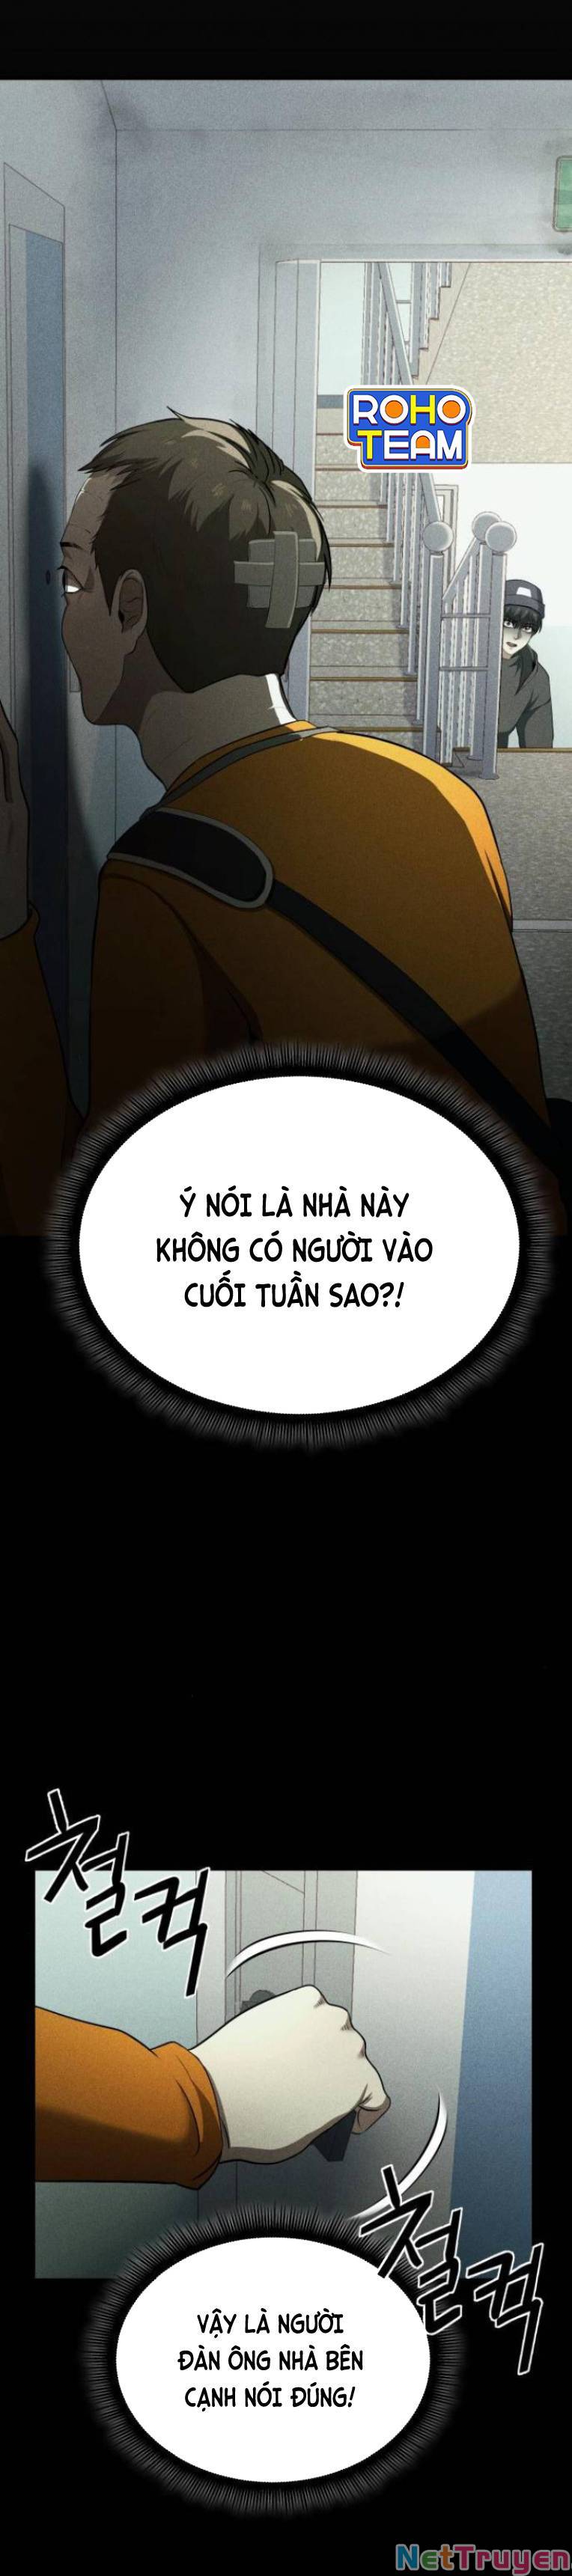 ROHO
TEAM
Ý NÓI LÀ NHÀ NÀY
KHÔNG CÓ NGƯỜI VÀO
CUỐI TUẦN SAO?!
철컥
철컥
VẬY LÀ NGƯỜI
ĐÀN ÔNG NHÀ BÊN
CẠNH NÓI ĐÚNG!
NetTruyen